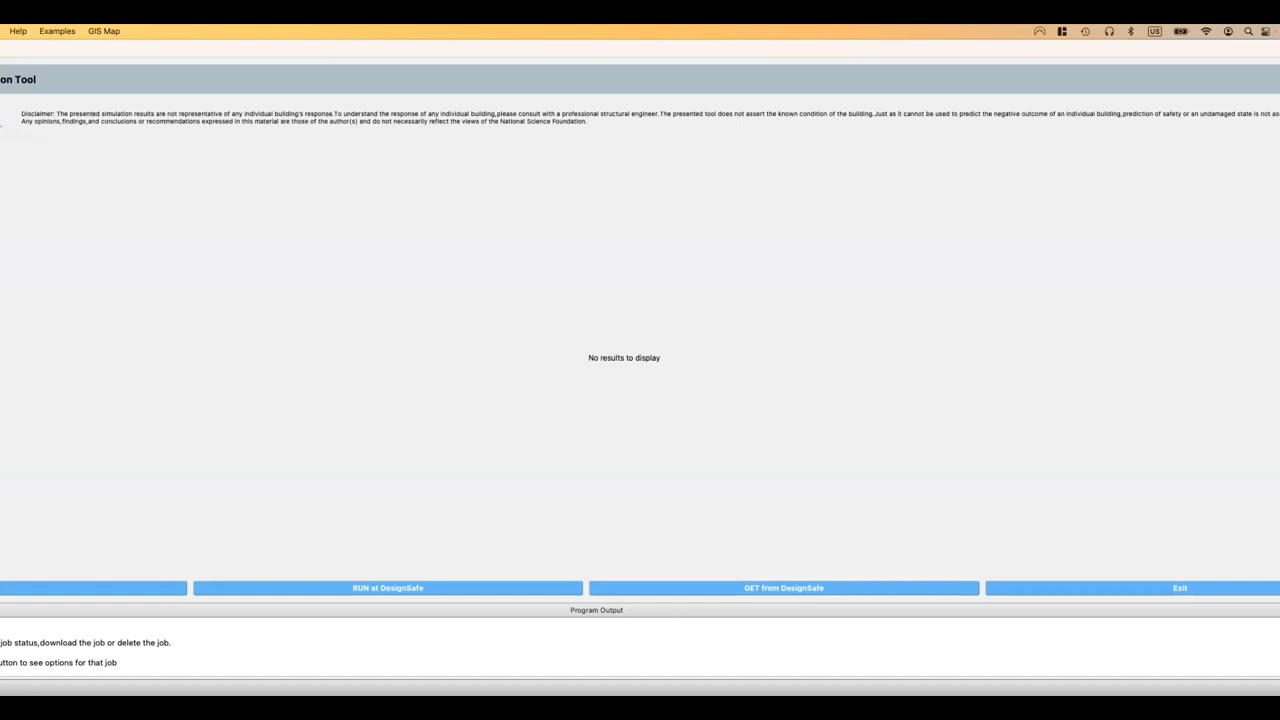 Help Examples GIS Map US
on Tool
Disclaimer: The presented simulation results are not representative of any individual building's response.To understand the response of any individual building,please consult with a professional structural engineer.The presented tool does not assert the known condition of the building.Just as it cannot be used to predict the negative outcome of an individual building,prediction of safety or an undamaged state is not as
Any opinions,findings,and conclusions or recommendations expressed in this material are those of the author(s) and do not necessarily reflect the views of the National Science Foundation.
No results to display
RUN at DesignSafe GET from DesignSafe Exit
Program Output
job status,download the job or delete the job.
utton to see options for that job